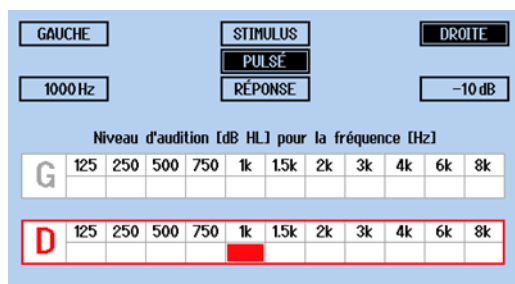 GAUCHE STIMULUS DROITE
PULSÉ
1000 Hz RÉPONSE -10 dB
Niveau d'audition [dB HL] pour la fréquence [Hz]
G 125 250 500 750 1k 1.5k 2k 3k 4k 6k 8k
D 125 250 500 750 1k 1.5k 2k 3k 4k 6k 8k